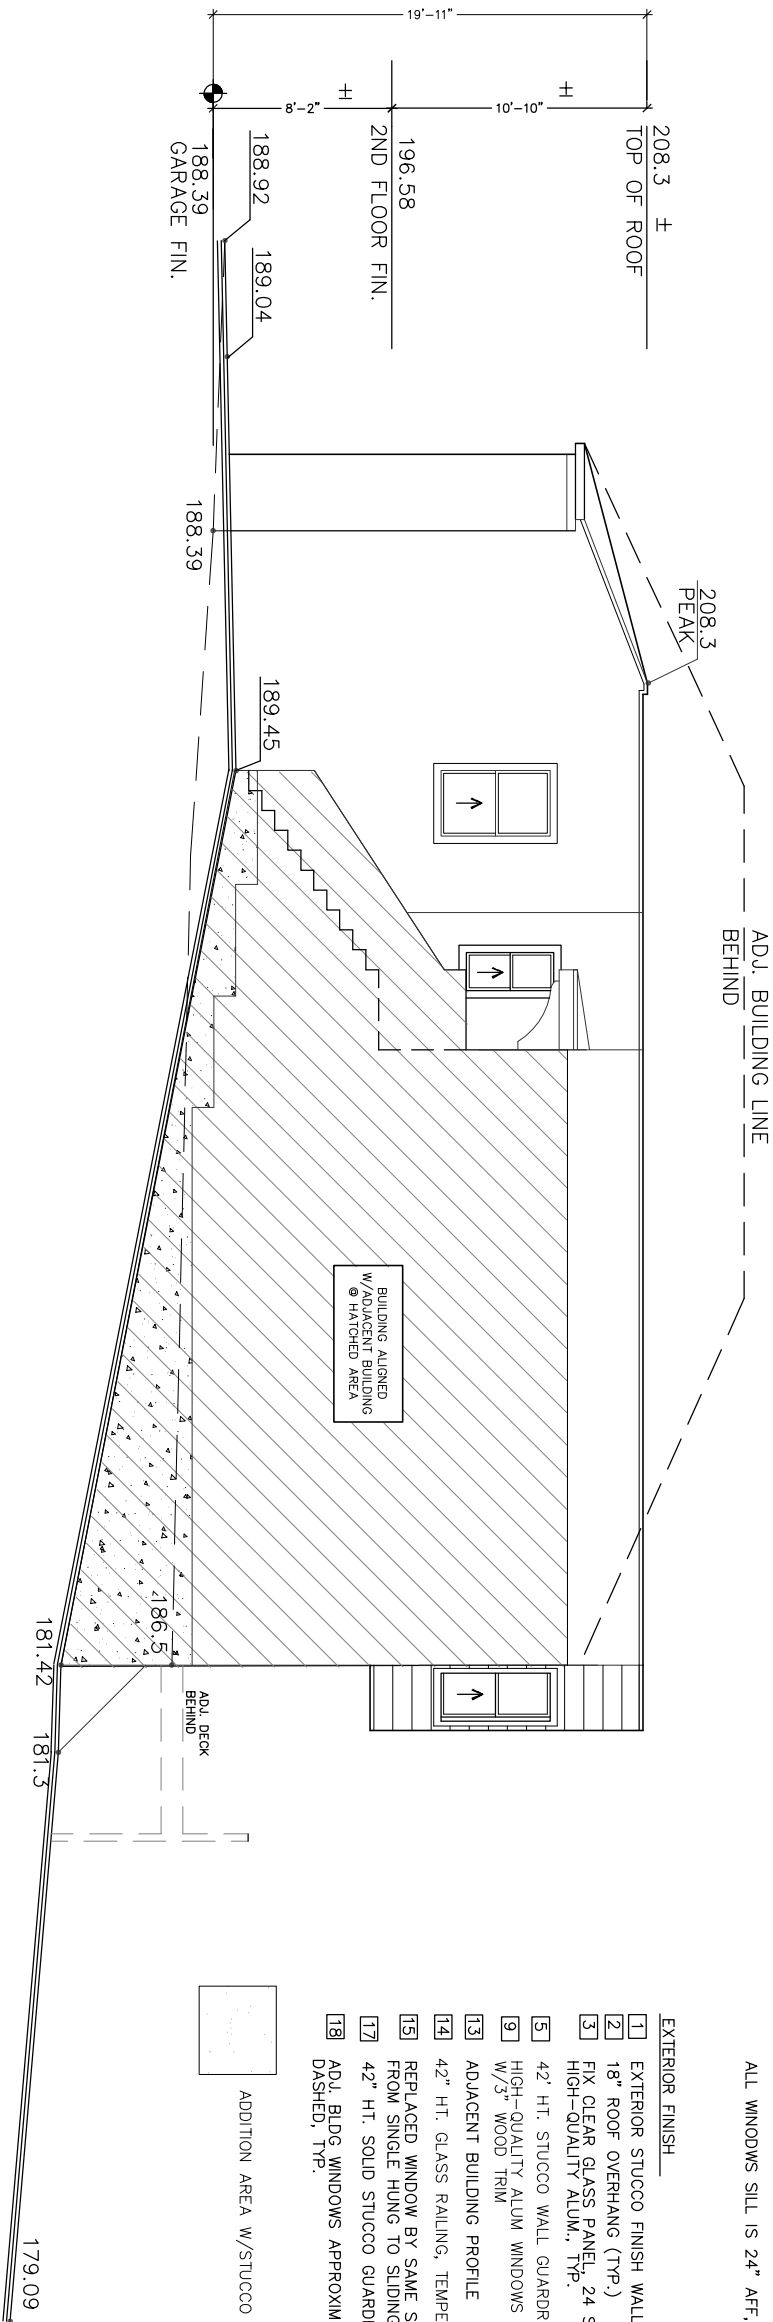 19'-11"
8'-2"
±
10'-10"
±
208.3 ±
TOP OF ROOF
196.58
2ND FLOOR FIN.
188.92
188.39
GARAGE FIN.
189.04
188.39
208.3
PEAK
189.45
ADJ. BUILDING LINE
BEHIND
BUILDING ALIGNED
W/ADJACENT BUILDING
@ HATCHED AREA
186.5
181.42
181.3
ADJ. DECK
BEHIND
179.09
ALL WINODWS SILL IS 24" AFF,
EXTERIOR FINISH
1 EXTERIOR STUCCO FINISH WALL
2 18" ROOF OVERHANG (TYP.)
3 FIX CLEAR GLASS PANEL, 24 S
HIGH-QUALITY ALUM., TYP.
5 42' HT. STUCCO WALL GUARDR
9 HIGH-QUALITY ALUM WINDOWS
W/3" WOOD TRIM
13 ADJACENT BUILDING PROFILE
14 42" HT. GLASS RAILING, TEMPE
15 REPLACED WINDOW BY SAME S
FROM SINGLE HUNG TO SLIDING
17 42" HT. SOLID STUCCO GUARDI
18 ADJ. BLDG WINDOWS APPROXIM
DASHED, TYP.
ADDITION AREA W/STUCCO